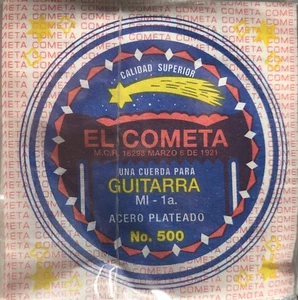 CALIDAD SUPERIOR
EL COMETA
M.C.R. 18298 MARZO 6 DE 1921
UNA CUERDA PARA
GUITARRA
MI - 1a.
ACERO PLATEADO
No. 500
COMETA COMETA COMETA COMETA COMETA